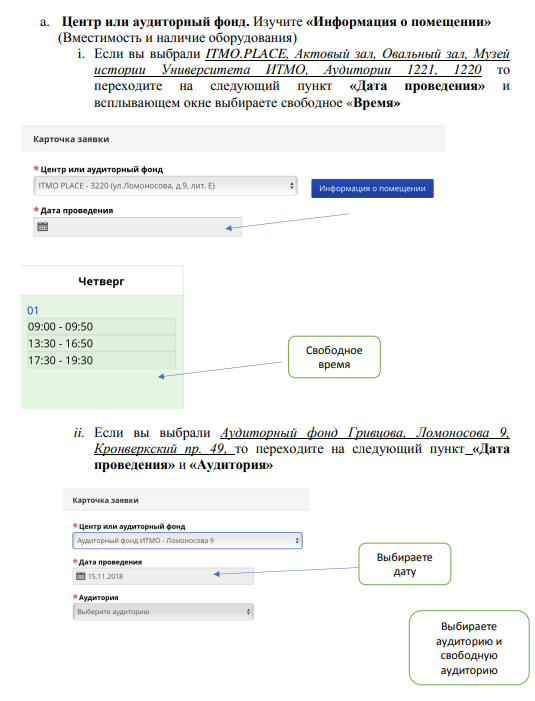 a. Центр или аудиторный фонд. Изучите «Информация о помещении»
(Вместимость и наличие оборудования)
i. Если вы выбрали ITMO.PLACE, Актовый зал, Овальный зал, Музей
истории Университета ИТМО, Аудитории 1221, 1220 то
переходите на следующий пункт «Дата проведения» и
всплывающем окне выбираете свободное «Время»
Карточка заявки
* Центр или аудиторный фонд
ITMO PLACE - 3220 (ул.Ломоносова, д.9, лит. Е)
Информация о помещении
* Дата проведения
Четверг
01
09:00 - 09:50
13:30 - 16:50
17:30 - 19:30
Свободное
время
ii. Если вы выбрали Аудиторный фонд Гривцова, Ломоносова 9,
Кронверкский пр. 49, то переходите на следующий пункт «Дата
проведения» и «Аудитория»
Карточка заявки
* Центр или аудиторный фонд
Аудиторный фонд ИТМО - Ломоносова 9
* Дата проведения
15.11.2018
* Аудитория
Выберите аудиторию
Выбираете
дату
Выбираете
аудиторию и
свободную
аудиторию